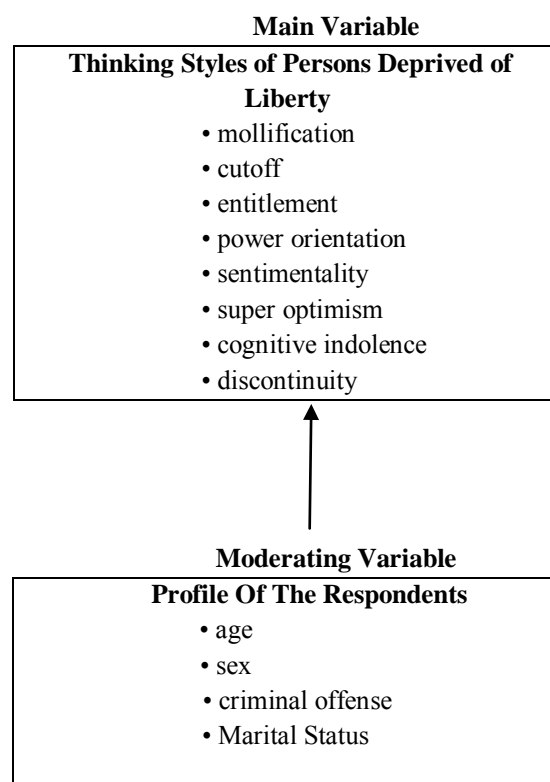 Main Variable
Thinking Styles of Persons Deprived of
Liberty
• mollification
• cutoff
• entitlement
• power orientation
• sentimentality
• super optimism
• cognitive indolence
• discontinuity
Moderating Variable
Profile Of The Respondents
• age
• sex
• criminal offense
• Marital Status